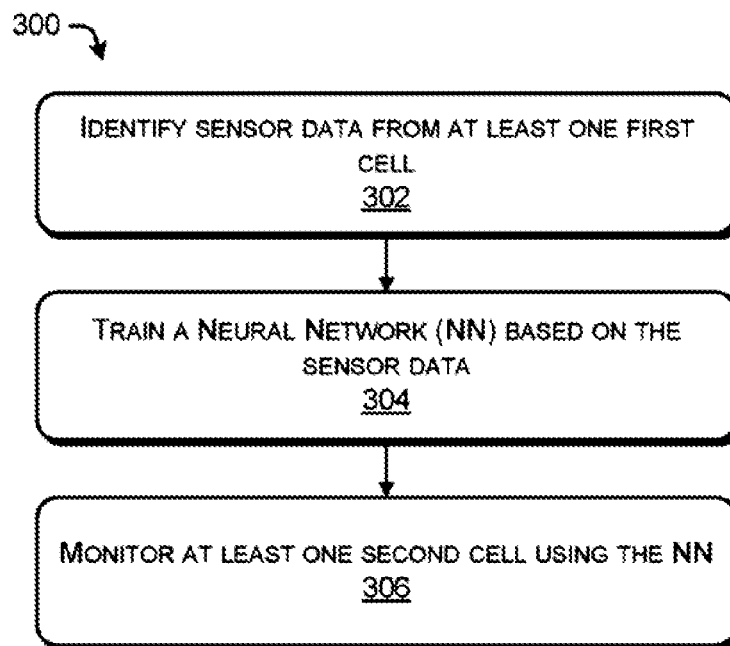 300
IDENTIFY SENSOR DATA FROM AT LEAST ONE FIRST
CELL
302
TRAIN A NEURAL NETWORK (NN) BASED ON THE
SENSOR DATA
304
MONITOR AT LEAST ONE SECOND CELL USING THE NN
306